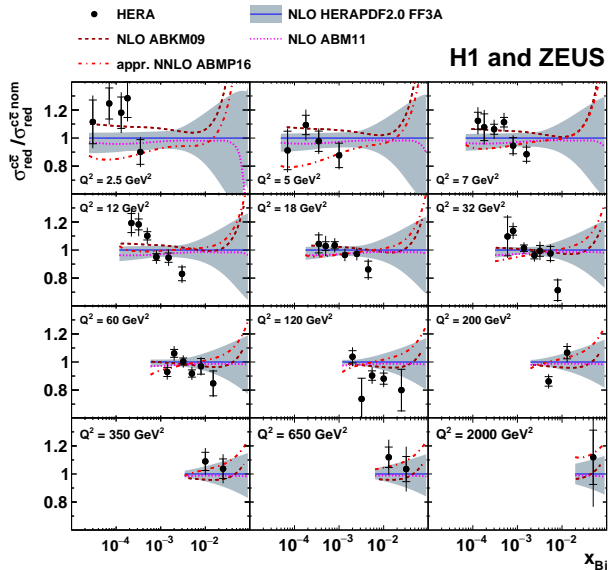 HERA
NLO HERAPDF2.0 FF3A
NLO ABKM09
NLO ABM11
appr. NNLO ABMP16
H1 and ZEUS
σ_red^cc̄ / σ_red^cc̄ nom
1.2
1
0.8
Q² = 2.5 GeV²
Q² = 5 GeV²
Q² = 7 GeV²
1.2
1
0.8
Q² = 12 GeV²
Q² = 18 GeV²
Q² = 32 GeV²
1.2
1
0.8
Q² = 60 GeV²
Q² = 120 GeV²
Q² = 200 GeV²
1.2
1
0.8
Q² = 350 GeV²
Q² = 650 GeV²
Q² = 2000 GeV²
10⁻⁴ 10⁻³ 10⁻² 10⁻⁴ 10⁻³ 10⁻² 10⁻⁴ 10⁻³ 10⁻²
x_Bj